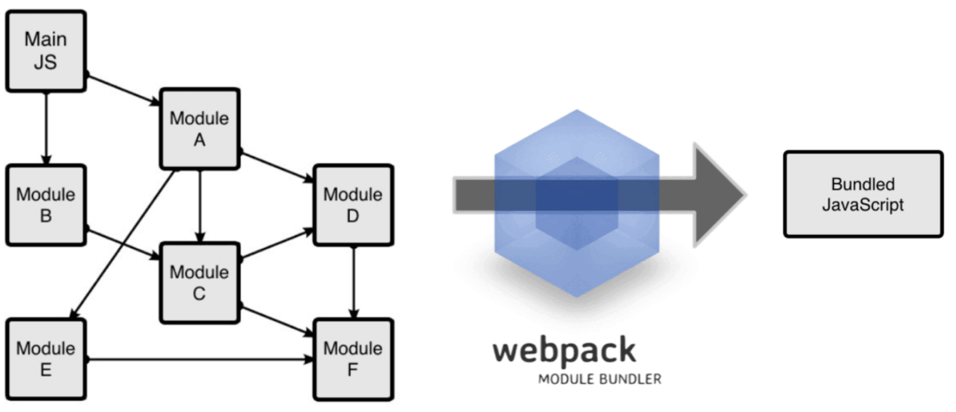 Main
JS
Module
A
Module
B
Module
D
Module
C
Module
E
Module
F
webpack
MODULE BUNDLER
Bundled
JavaScript